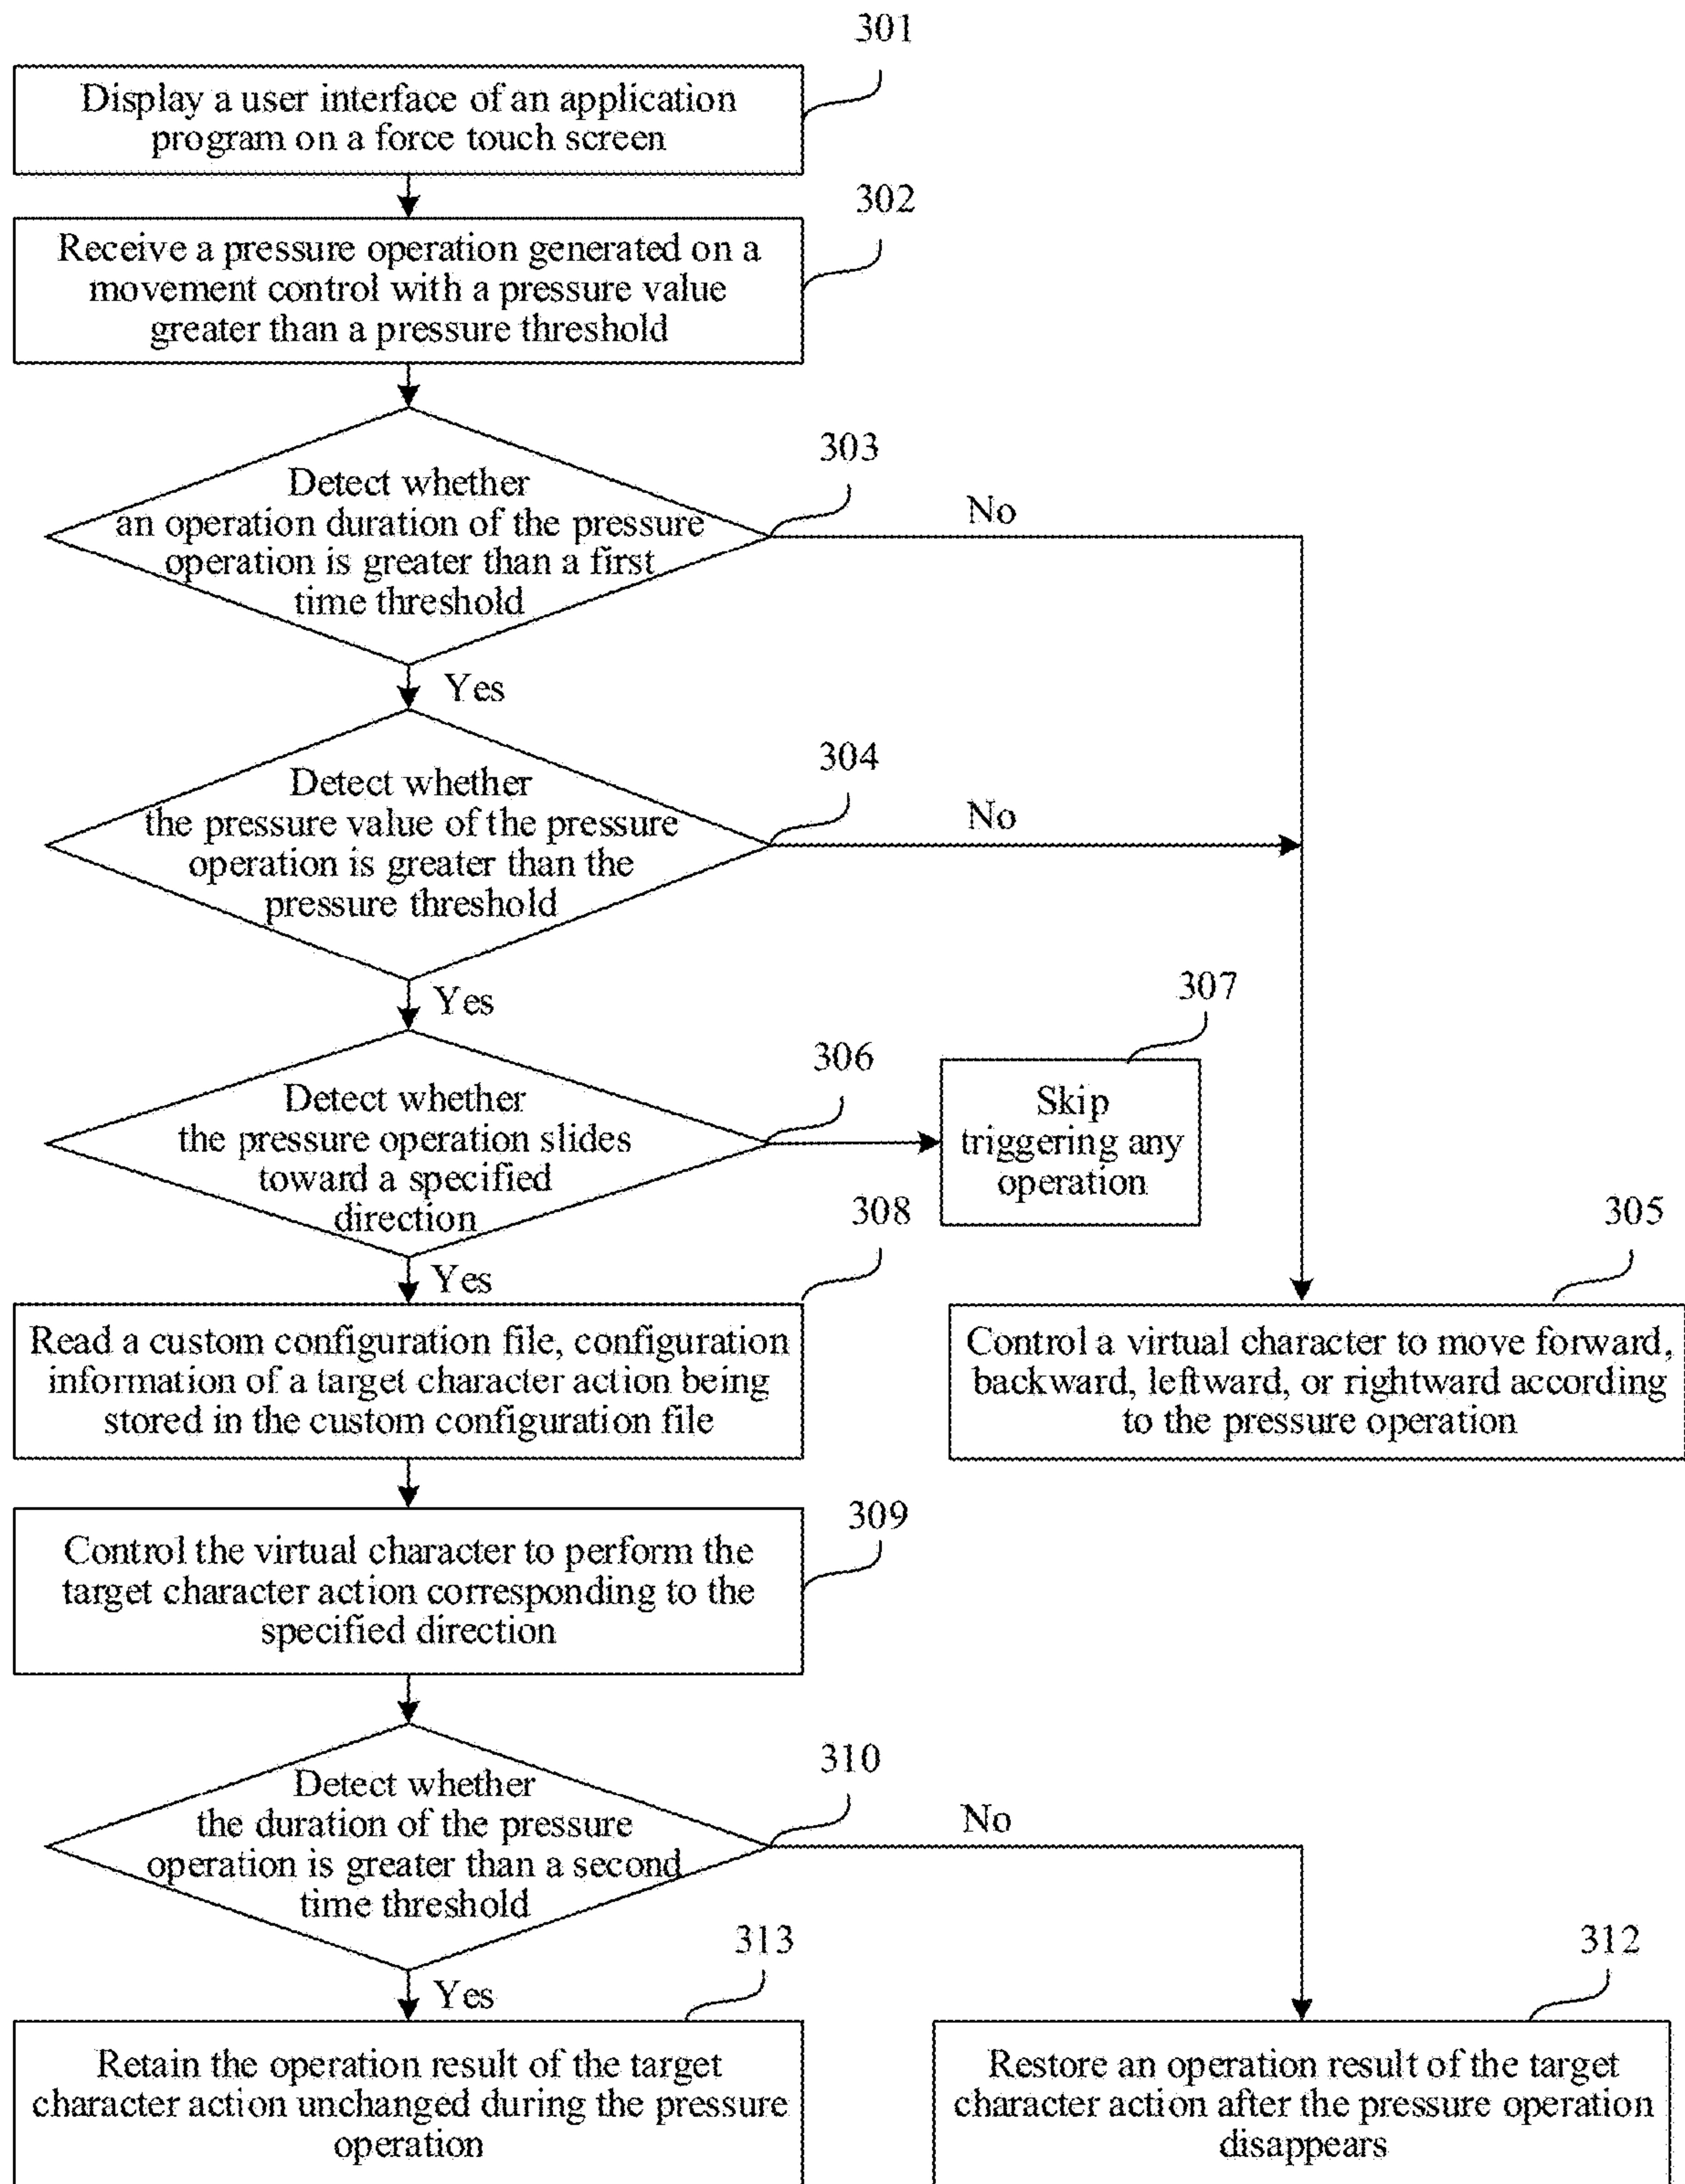 301
Display a user interface of an application
program on a force touch screen
302
Receive a pressure operation generated on a
movement control with a pressure value
greater than a pressure threshold
303
Detect whether
an operation duration of the pressure
operation is greater than a first
time threshold
No
Yes
304
Detect whether
the pressure value of the pressure
operation is greater than the
pressure threshold
No
Yes
306
Detect whether
the pressure operation slides
toward a specified
direction
307
Skip
triggering any
operation
Yes
308
Read a custom configuration file, configuration
information of a target character action being
stored in the custom configuration file
305
Control a virtual character to move forward,
backward, leftward, or rightward according
to the pressure operation
309
Control the virtual character to perform the
target character action corresponding to the
specified direction
310
Detect whether
the duration of the pressure
operation is greater than a second
time threshold
No
Yes
313
Retain the operation result of the target
character action unchanged during the pressure
operation
312
Restore an operation result of the target
character action after the pressure operation
disappears